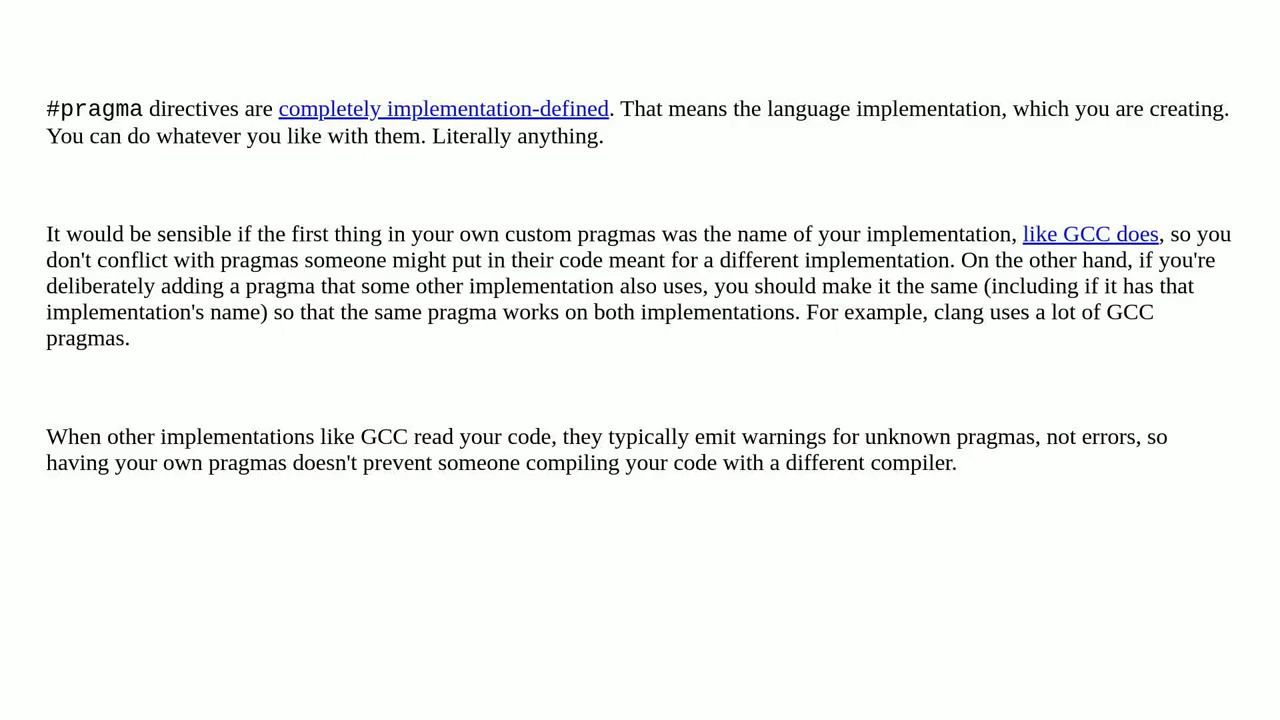 #pragma directives are completely implementation-defined. That means the language implementation, which you are creating.
You can do whatever you like with them. Literally anything.
It would be sensible if the first thing in your own custom pragmas was the name of your implementation, like GCC does, so you
don't conflict with pragmas someone might put in their code meant for a different implementation. On the other hand, if you're
deliberately adding a pragma that some other implementation also uses, you should make it the same (including if it has that
implementation's name) so that the same pragma works on both implementations. For example, clang uses a lot of GCC
pragmas.
When other implementations like GCC read your code, they typically emit warnings for unknown pragmas, not errors, so
having your own pragmas doesn't prevent someone compiling your code with a different compiler.